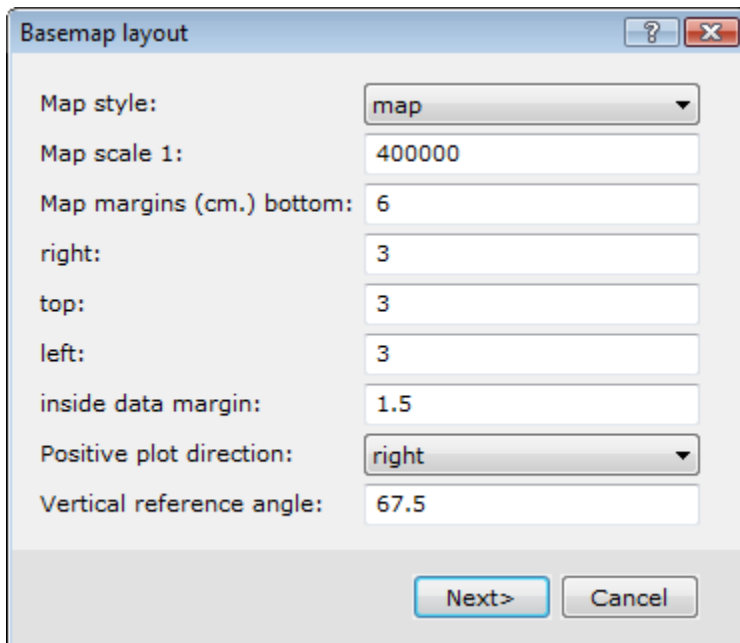 Basemap layout
Map style: map
Map scale 1: 400000
Map margins (cm.) bottom: 6
right: 3
top: 3
left: 3
inside data margin: 1.5
Positive plot direction: right
Vertical reference angle: 67.5
Next> Cancel